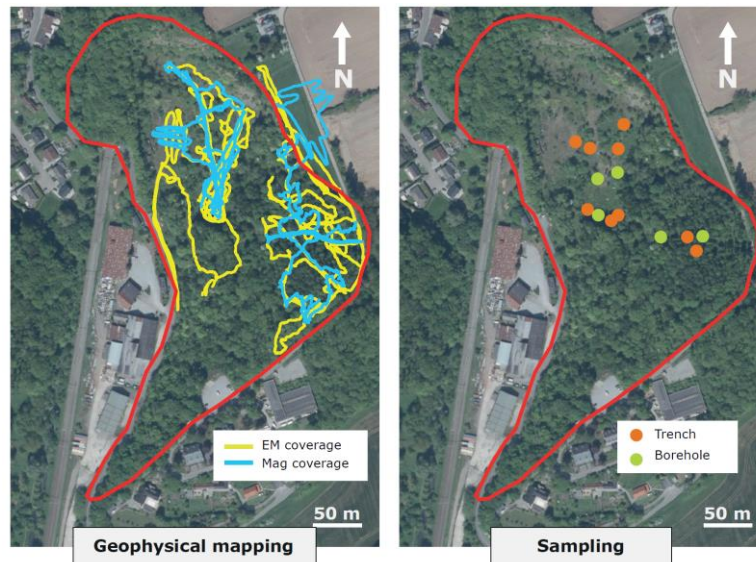 N
EM coverage
Mag coverage
50 m
Geophysical mapping
N
Trench
Borehole
50 m
Sampling